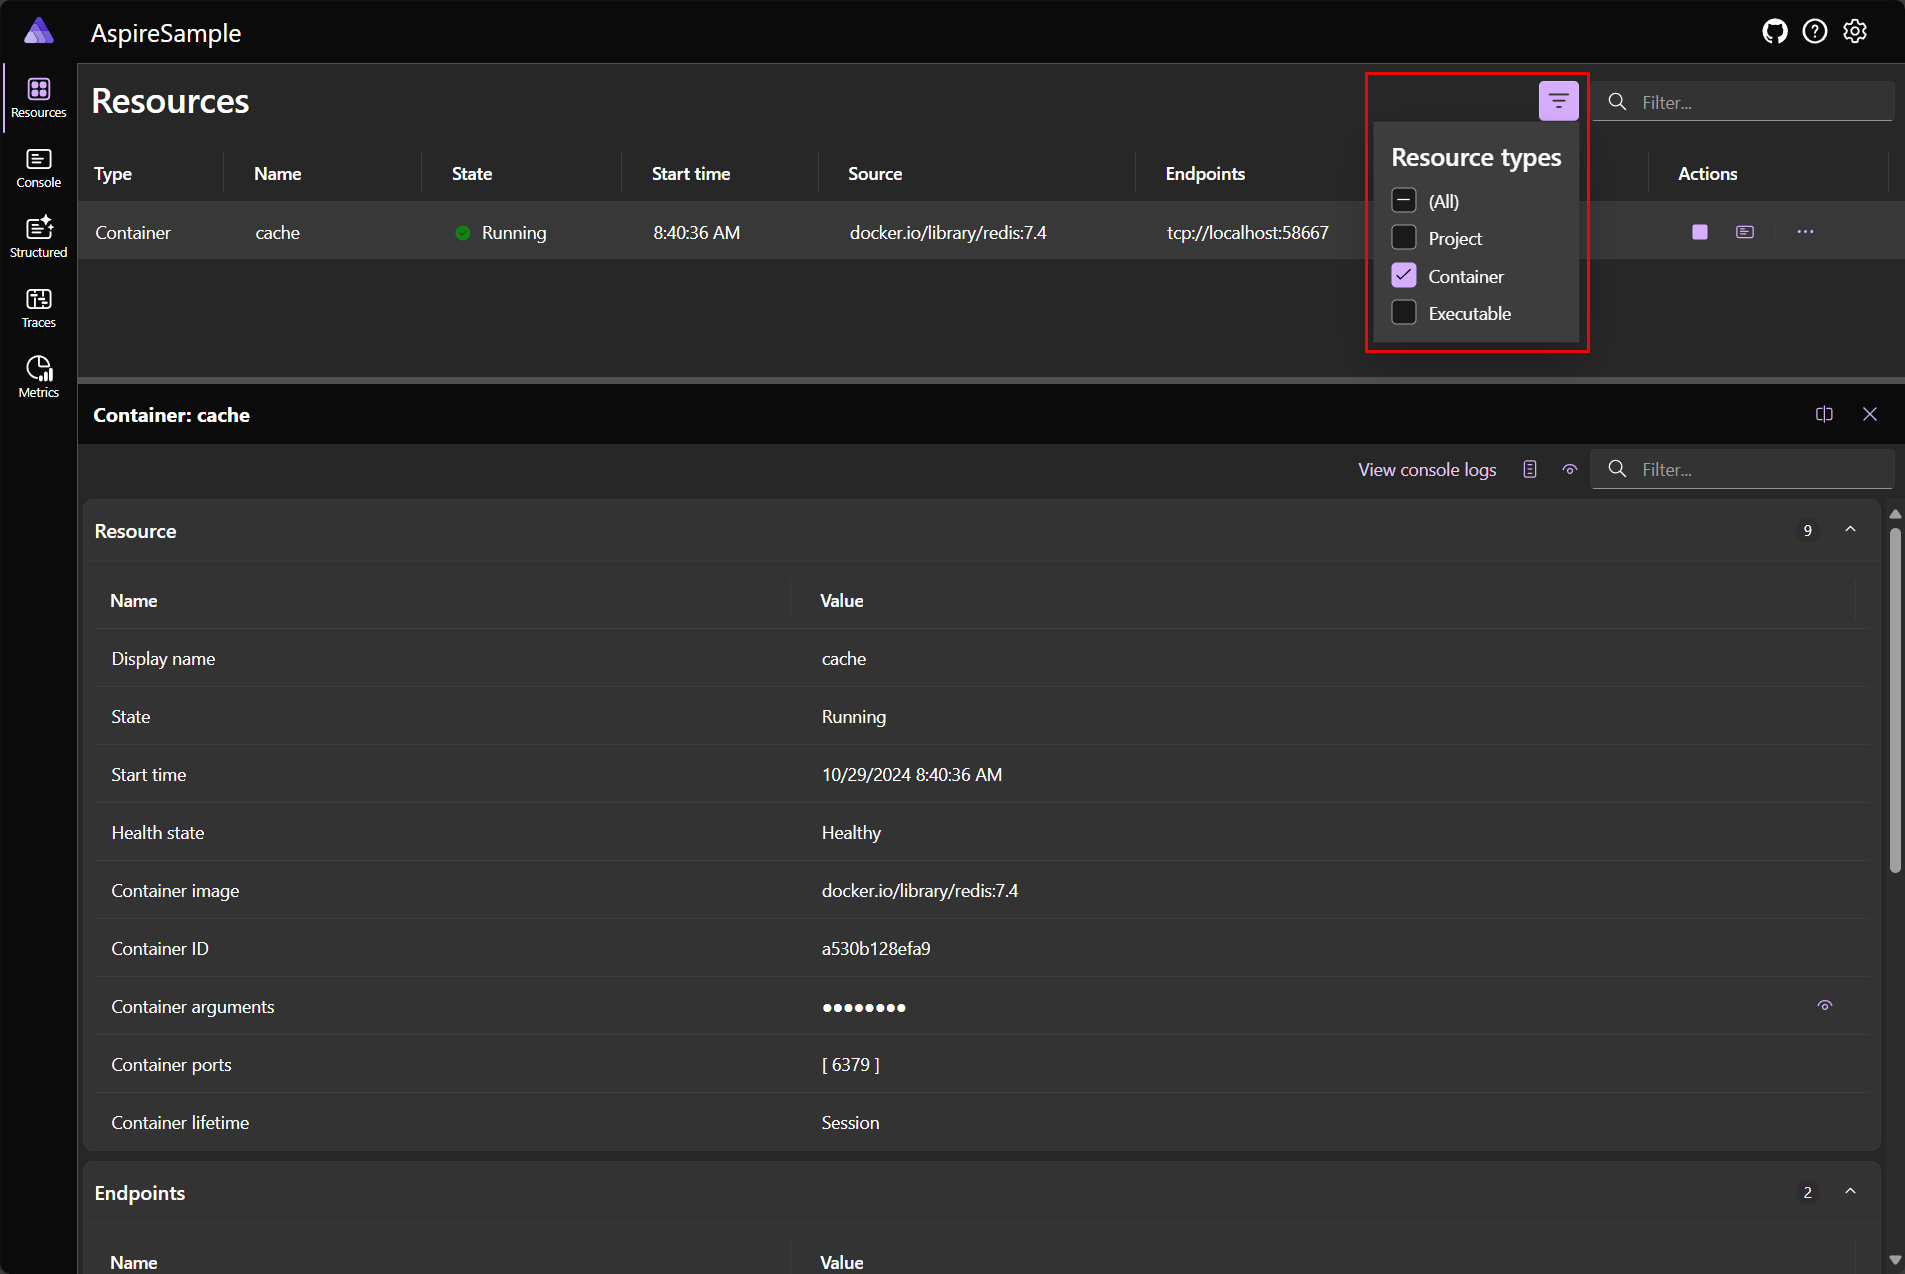 AspireSample
Resources
Console
Structured
Traces
Metrics
Resources
Filter...
Type Name State Start time Source Endpoints Actions
Container cache Running 8:40:36 AM docker.io/library/redis:7.4 tcp://localhost:58667
Resource types
(All)
Project
Container
Executable
Container: cache
View console logs Filter...
Resource 9
Name Value
Display name cache
State Running
Start time 10/29/2024 8:40:36 AM
Health state Healthy
Container image docker.io/library/redis:7.4
Container ID a530b128efa9
Container arguments ●●●●●●●●
Container ports [ 6379 ]
Container lifetime Session
Endpoints 2
Name Value